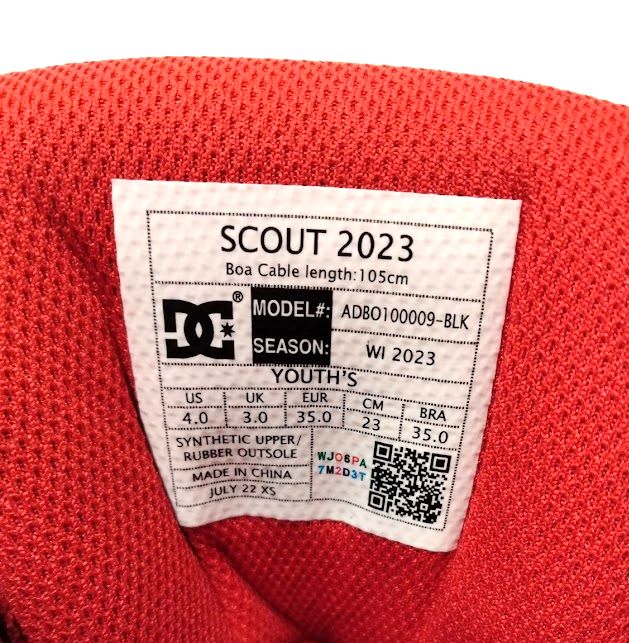 SCOUT 2023
Boa Cable length:105cm
DC ®
MODEL#: ADBO100009-BLK
SEASON: WI 2023
YOUTH'S
US UK EUR CM BRA
4.0 3.0 35.0 23 35.0
SYNTHETIC UPPER/
RUBBER OUTSOLE
MADE IN CHINA
JULY 22 XS
WJO6PA
7M2D3T